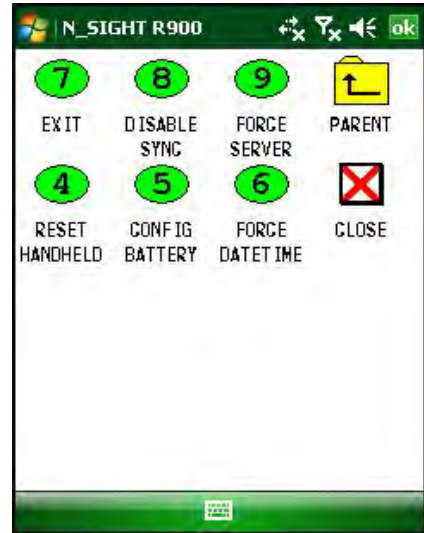 N_SIGHT R900 ok
7 8 9
EXIT DISABLE FORCE PARENT
SYNC SERVER
4 5 6
RESET CONFIG FORCE CLOSE
HANDHELD BATTERY DATETIME